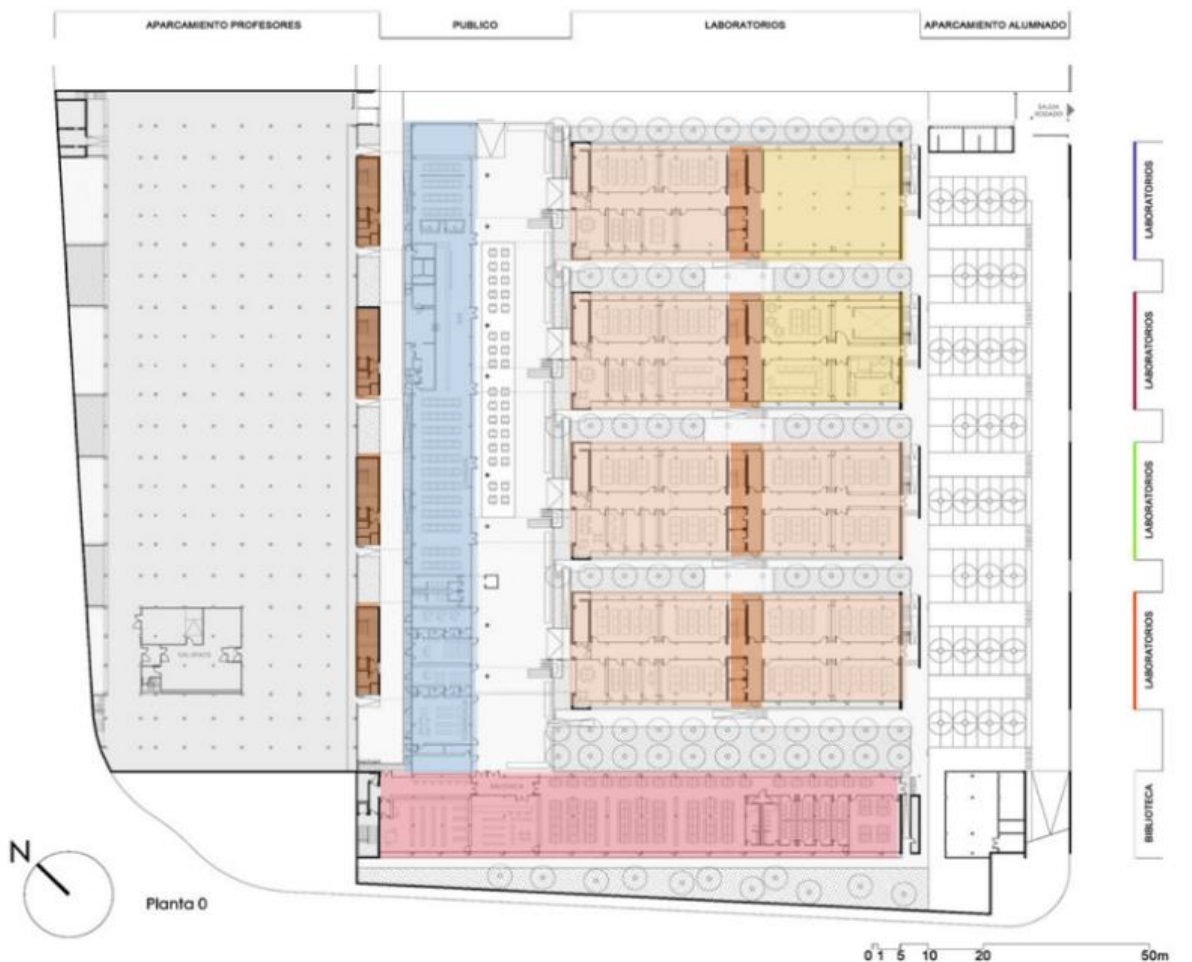 APARCAMIENTO PROFESORES
PUBLICO
LABORATORIOS
APARCAMIENTO ALUMNADO
LABORATORIOS
LABORATORIOS
LABORATORIOS
LABORATORIOS
BIBLIOTECA
N
Planta 0
0 1 5 10 20 50m